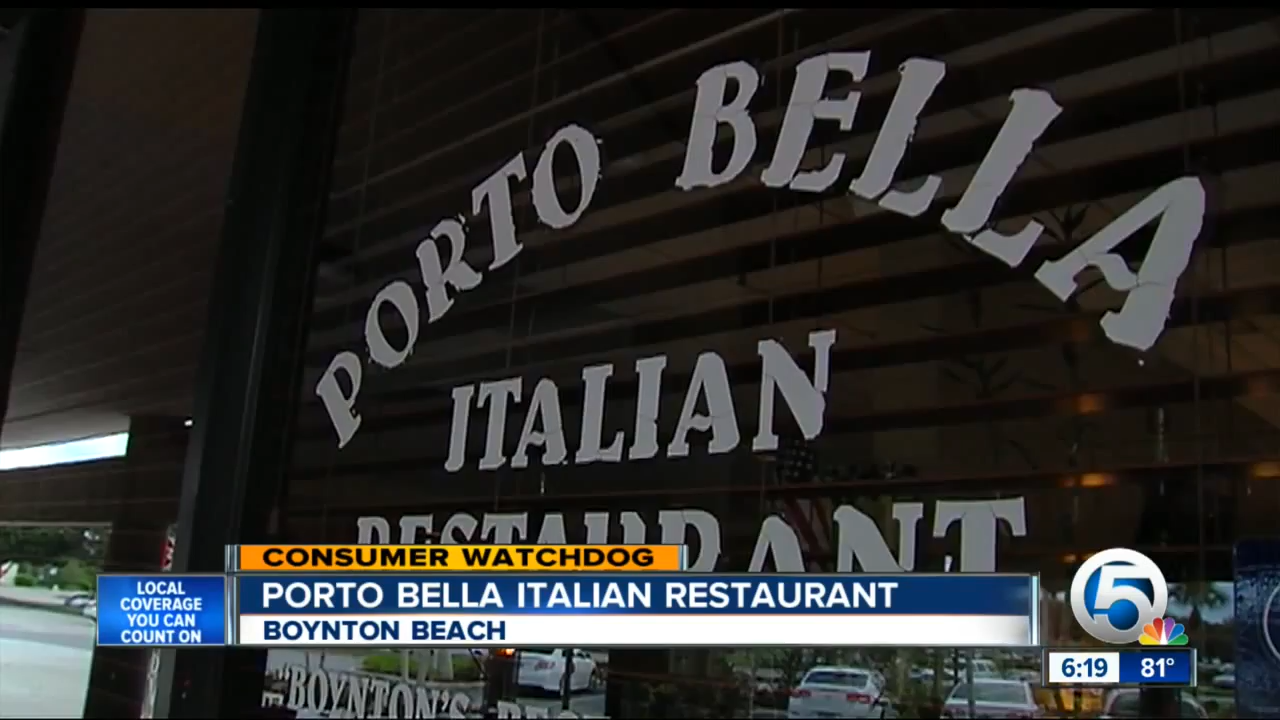 PORTO BELLA
ITALIAN
RESTAURANT
CONSUMER WATCHDOG
PORTO BELLA ITALIAN RESTAURANT
BOYNTON BEACH
LOCAL
COVERAGE
YOU CAN
COUNT ON
5
6:19 81°
"BOYNTON'S